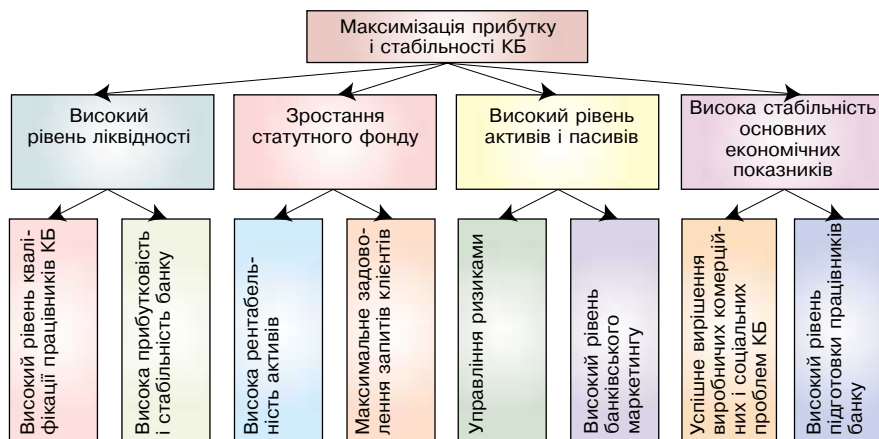 Максимізація прибутку
і стабільності КБ
Високий
рівень ліквідності
Зростання
статутного фонду
Високий рівень
активів і пасивів
Висока стабільність
основних
економічних
показників
Високий рівень квалі-
фікації працівників КБ
Висока прибутковість
і стабільність банку
Висока рентабель-
ність активів
Максимальне задово-
лення запитів клієнтів
Управління ризиками
Високий рівень
банківського
маркетингу
Успішне вирішення
виробничих комерцій-
них і соціальних
проблем КБ
Високий рівень
підготовки працівників
банку